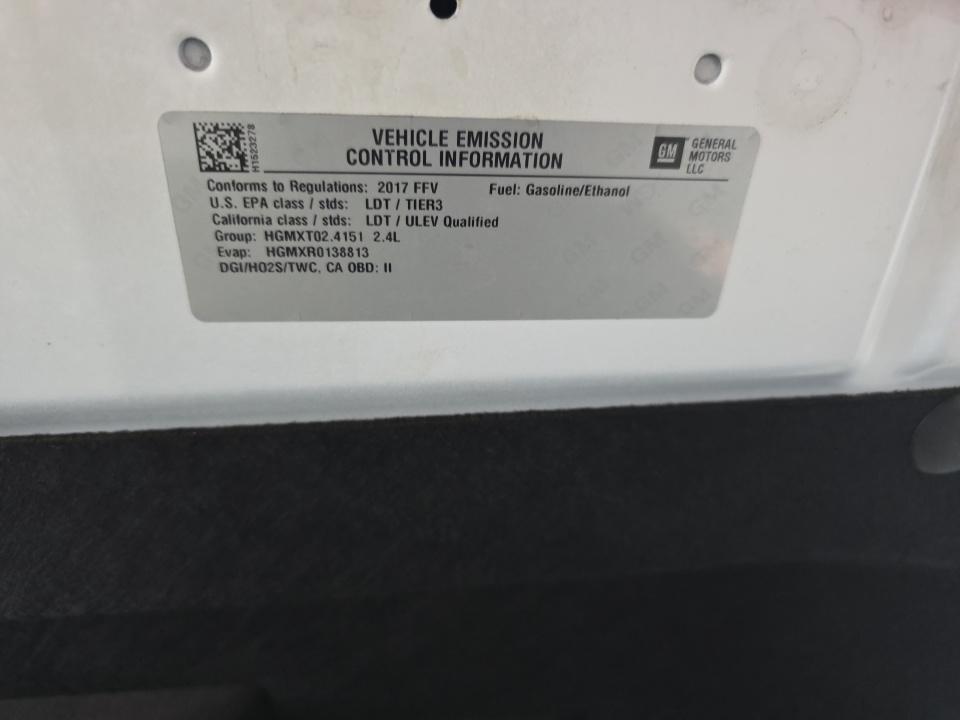 VEHICLE EMISSION
CONTROL INFORMATION
H1523278
GM
GENERAL
MOTORS
LLC
Conforms to Regulations: 2017 FFV Fuel: Gasoline/Ethanol
U.S. EPA class / stds: LDT / TIER3
California class / stds: LDT / ULEV Qualified
Group: HGMXT02.4151 2.4L
Evap: HGMXR0138813
DGI/HO2S/TWC, CA OBD: II